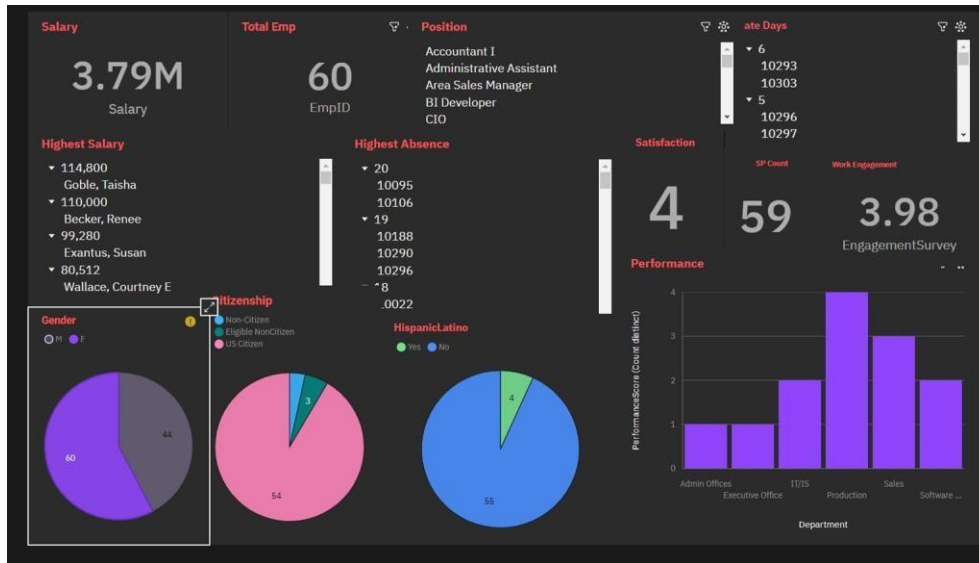 Salary
3.79M
Salary
Total Emp
60
EmpID
Position
Accountant I
Administrative Assistant
Area Sales Manager
BI Developer
CIO
ate Days
6
10293
10303
5
10296
10297
Highest Salary
114,800
Goble, Taisha
110,000
Becker, Renee
99,280
Exantus, Susan
80,512
Wallace, Courtney E
Highest Absence
20
10095
10106
19
10188
10290
10296
18
0022
Satisfaction
4
SP Count
59
Work Engagement
3.98
EngagementSurvey
Gender
M F
60
44
Citizenship
Non-Citizen
Eligible NonCitizen
US Citizen
3
54
HispanicLatino
Yes No
4
55
Performance
PerformanceScore (Count distinct)
4
3
2
1
0
Admin Offices
Executive Office
IT/IS
Production
Sales
Software ...
Department